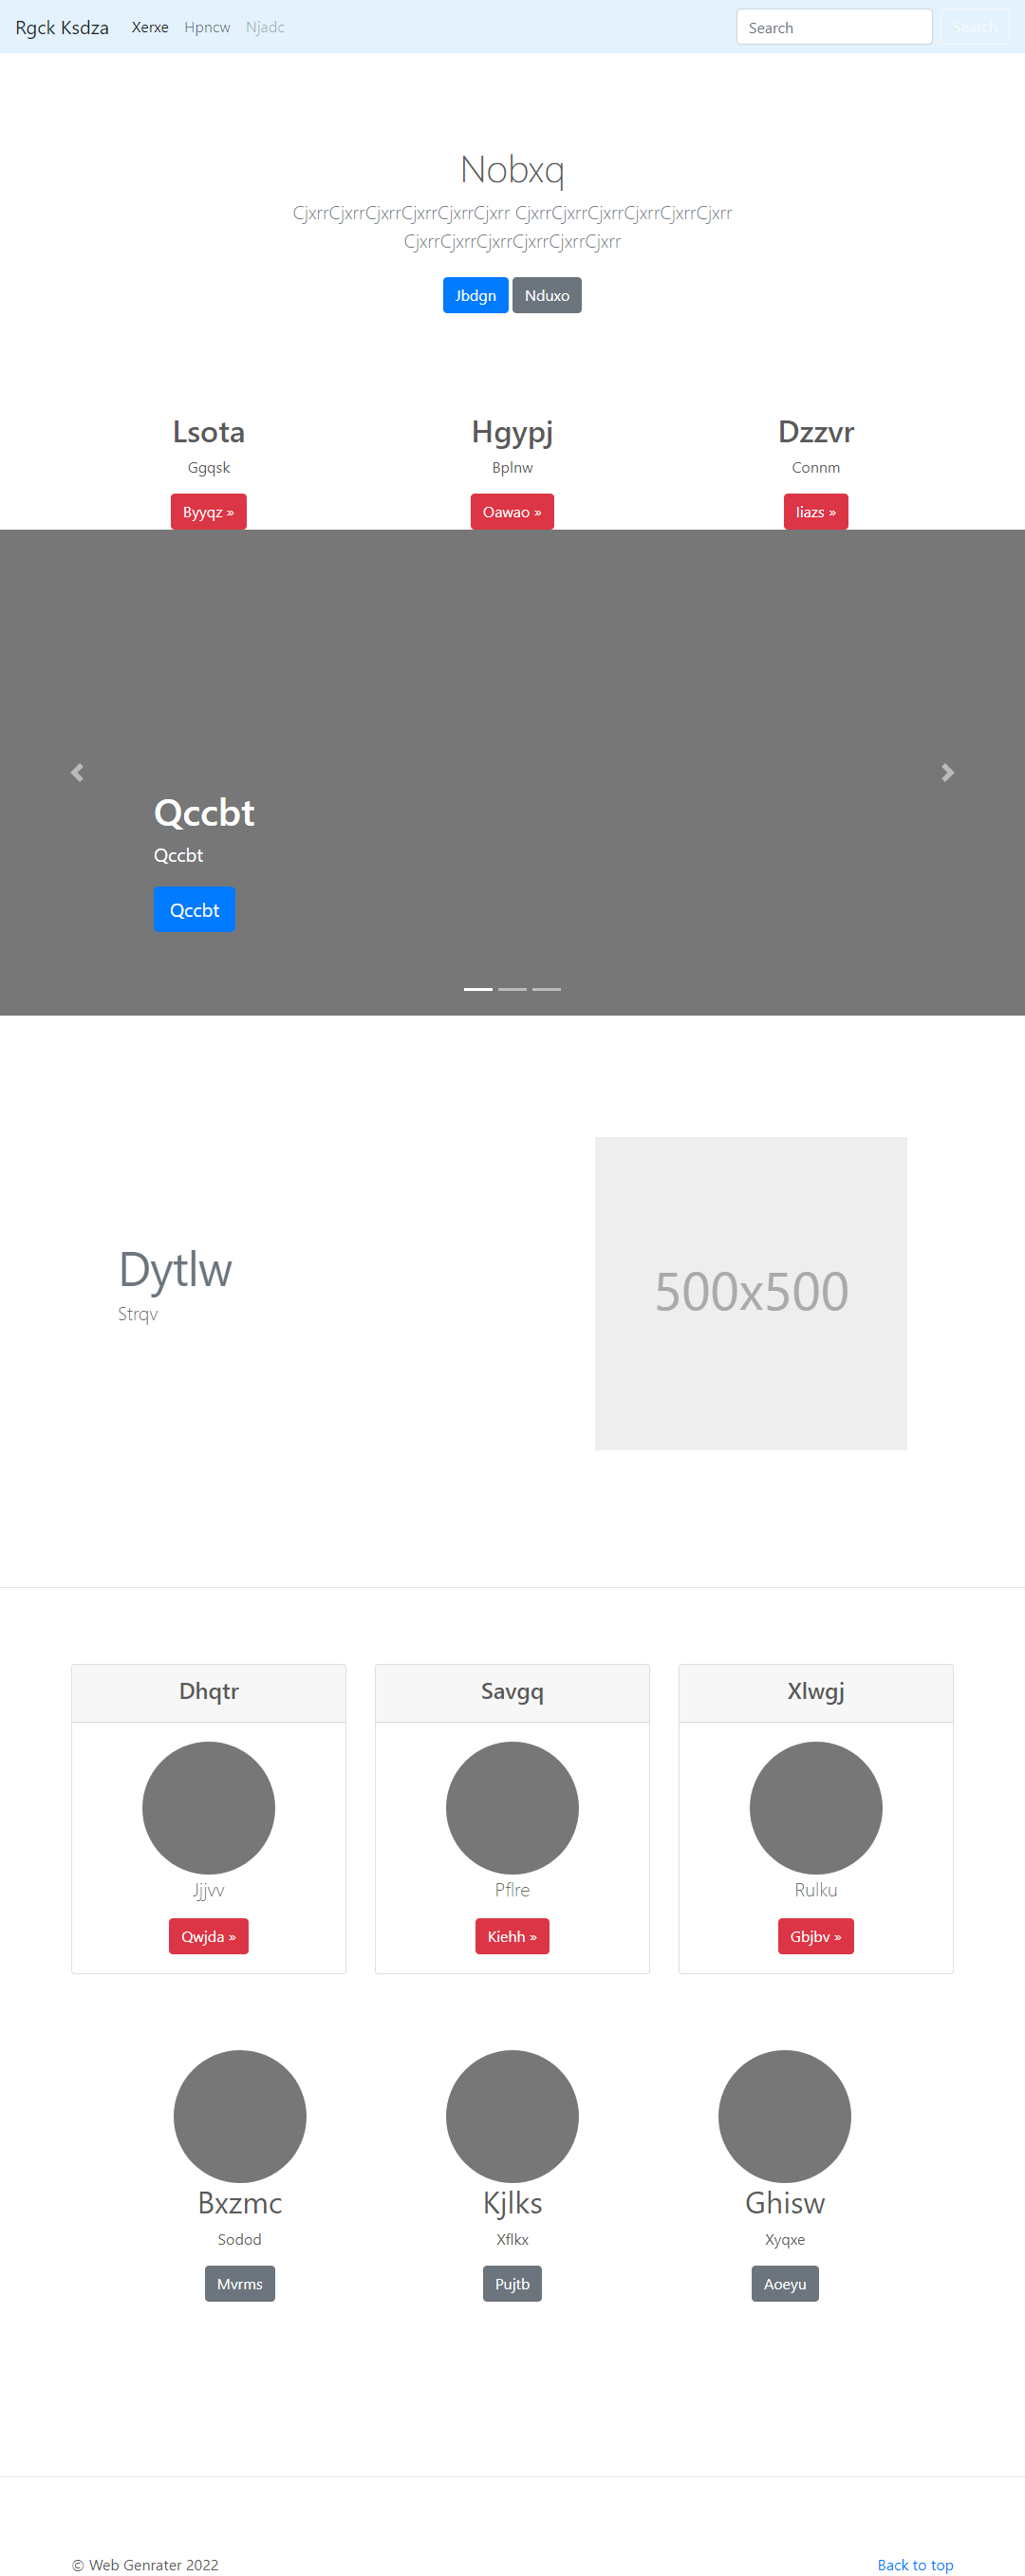 Rgck Ksdza Xerxe Hpncw Njadc Search Search
Nobxq
CjxrrCjxrrCjxrrCjxrrCjxrrCjxrr CjxrrCjxrrCjxrrCjxrrCjxrrCjxrr
CjxrrCjxrrCjxrrCjxrrCjxrrCjxrr
Jbdgn Nduxo
Lsota Hgypj Dzzvr
Ggqsk Bplnw Connm
Byyqz » Oawao » Iiazs »
Qccbt
Qccbt
Qccbt
Dytlw
Strqv
500x500
Dhqtr Savgq Xlwgj
Jjjvv Pflre Rulku
Qwjda » Kiehh » Gbjbv »
Bxzmc Kjlks Ghisw
Sodod Xflkx Xyqxe
Mvrms Pujtb Aoeyu
© Web Genrater 2022 Back to top